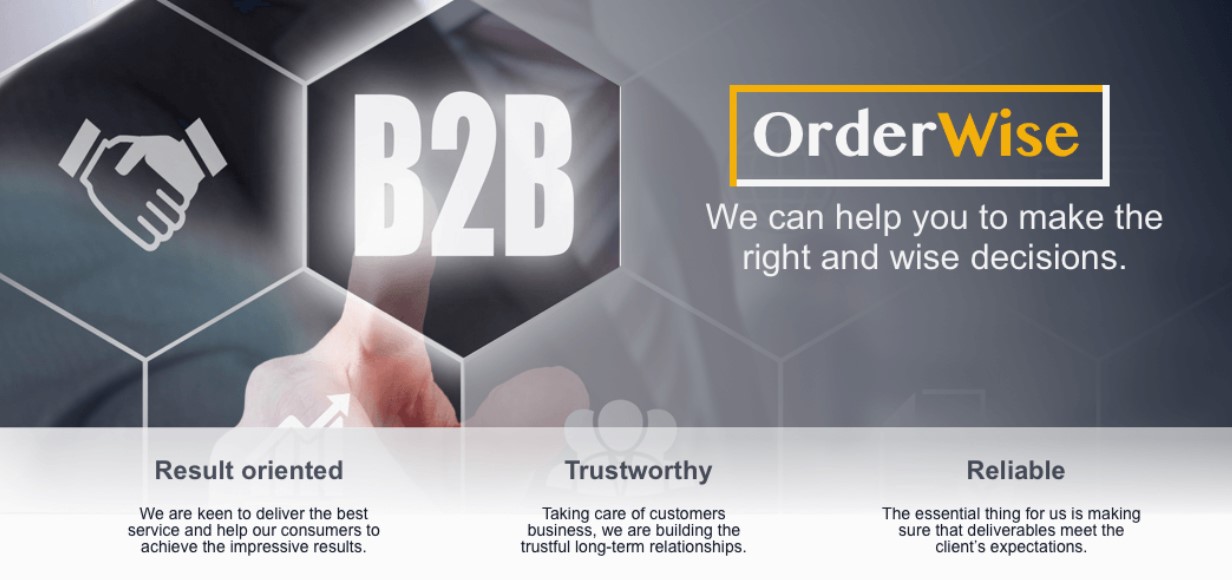 B2B
OrderWise
We can help you to make the
right and wise decisions.
Result oriented
We are keen to deliver the best
service and help our consumers to
achieve the impressive results.
Trustworthy
Taking care of customers
business, we are building the
trustful long-term relationships.
Reliable
The essential thing for us is making
sure that deliverables meet the
client's expectations.